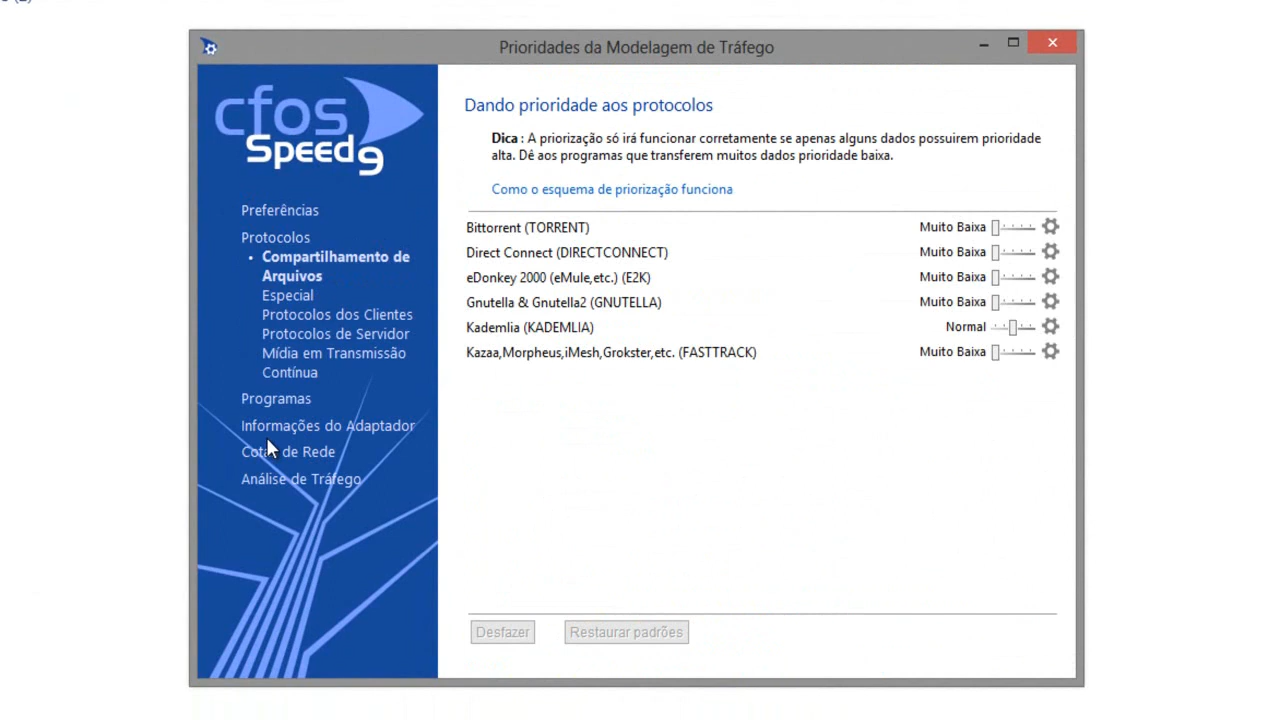 Prioridades da Modelagem de Tráfego
cfos
Speed9
Preferências
Protocolos
• Compartilhamento de
Arquivos
Especial
Protocolos dos Clientes
Protocolos de Servidor
Mídia em Transmissão
Contínua
Programas
Informações do Adaptador
Cotas de Rede
Análise de Tráfego
Dando prioridade aos protocolos
Dica : A priorização só irá funcionar corretamente se apenas alguns dados possuirem prioridade
alta. Dê aos programas que transferem muitos dados prioridade baixa.
Como o esquema de priorização funciona
Bittorrent (TORRENT) Muito Baixa
Direct Connect (DIRECTCONNECT) Muito Baixa
eDonkey 2000 (eMule,etc.) (E2K) Muito Baixa
Gnutella & Gnutella2 (GNUTELLA) Muito Baixa
Kademlia (KADEMLIA) Normal
Kazaa,Morpheus,iMesh,Grokster,etc. (FASTTRACK) Muito Baixa
Desfazer Restaurar padrões